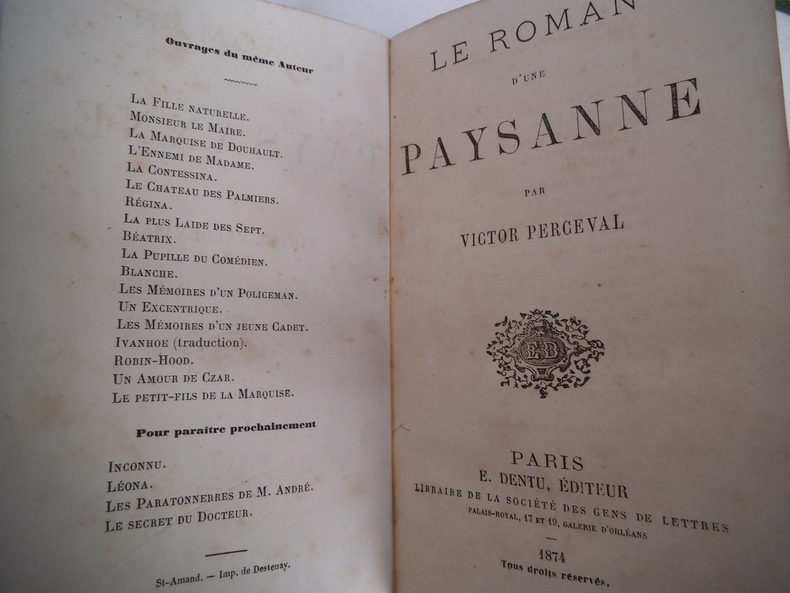 Ouvrages du même Auteur
LA FILLE NATURELLE.
MONSIEUR LE MAIRE.
LA MARQUISE DE DOUHAULT.
L'ENNEMI DE MADAME.
LA CONTESSINA.
LE CHATEAU DES PALMIERS.
RÉGINA.
LA PLUS LAIDE DES SEPT.
BÉATRIX.
LA PUPILLE DU COMÉDIEN.
BLANCHE.
LES MÉMOIRES D'UN POLICEMAN.
UN EXCENTRIQUE.
LES MÉMOIRES D'UN JEUNE CADET.
IVANHOE (traduction).
ROBIN-HOOD.
UN AMOUR DE CZAR.
LE PETIT-FILS DE LA MARQUISE.
Pour paraître prochainement
INCONNU.
LÉONA.
LES PARATONNERRES DE M. ANDRÉ.
LE SECRET DU DOCTEUR.
St-Amand. — Imp. de Destenay.
LE ROMAN
D'UNE
PAYSANNE
PAR
VICTOR PERCEVAL
PARIS
E. DENTU, ÉDITEUR
LIBRAIRE DE LA SOCIÉTÉ DES GENS DE LETTRES
PALAIS-ROYAL, 17 ET 19, GALERIE D'ORLÉANS
1874
Tous droits réservés.